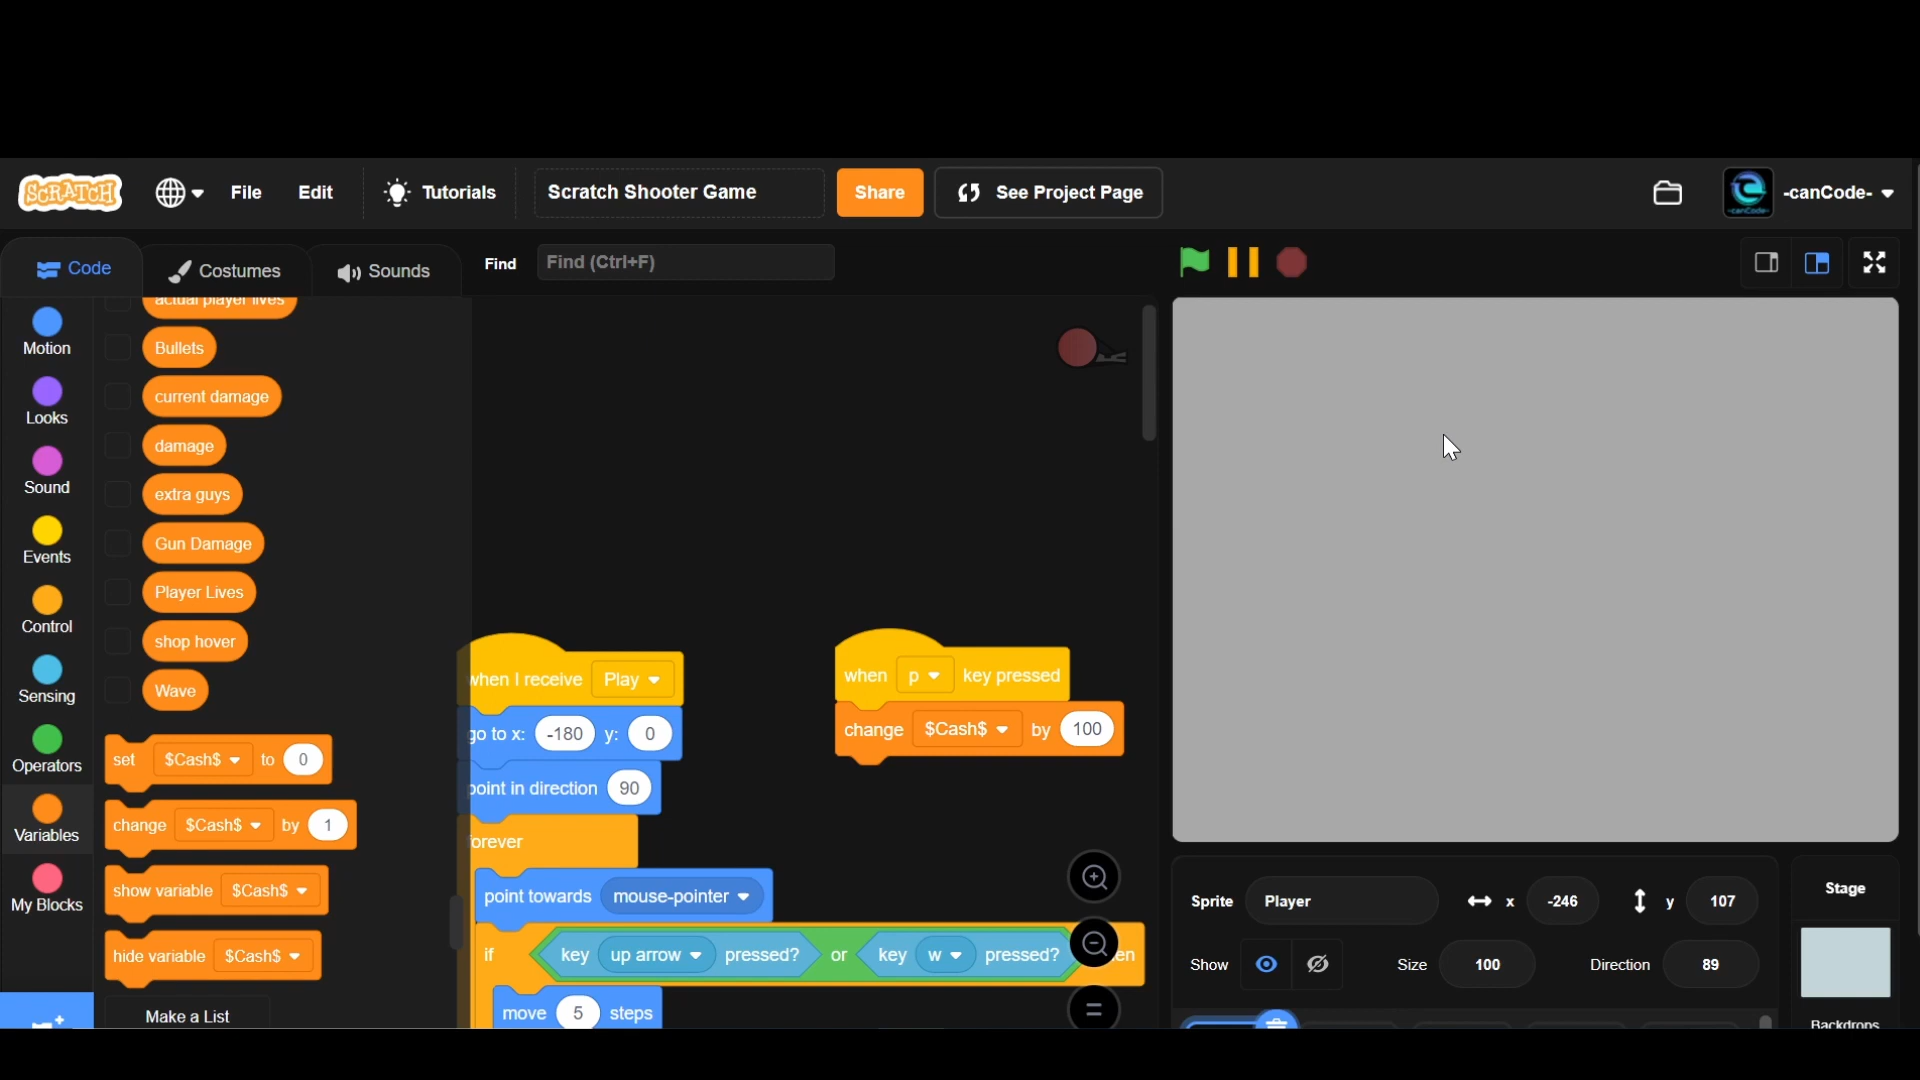 SCRATCH File Edit Tutorials Scratch Shooter Game Share See Project Page -canCode-
Code Costumes Sounds Find Find (Ctrl+F)
Motion
Looks
Sound
Events
Control
Sensing
Operators
Variables
My Blocks
actual player lives
Bullets
current damage
damage
extra guys
Gun Damage
Player Lives
shop hover
Wave
set $Cash$ to 0
change $Cash$ by 1
show variable $Cash$
hide variable $Cash$
Make a List
when I receive Play
go to x: -180 y: 0
point in direction 90
forever
point towards mouse-pointer
if key up arrow pressed? or key w pressed? en
move 5 steps
when p key pressed
change $Cash$ by 100
Sprite Player x -246 y 107
Show Size 100 Direction 89
Stage
Backdrops